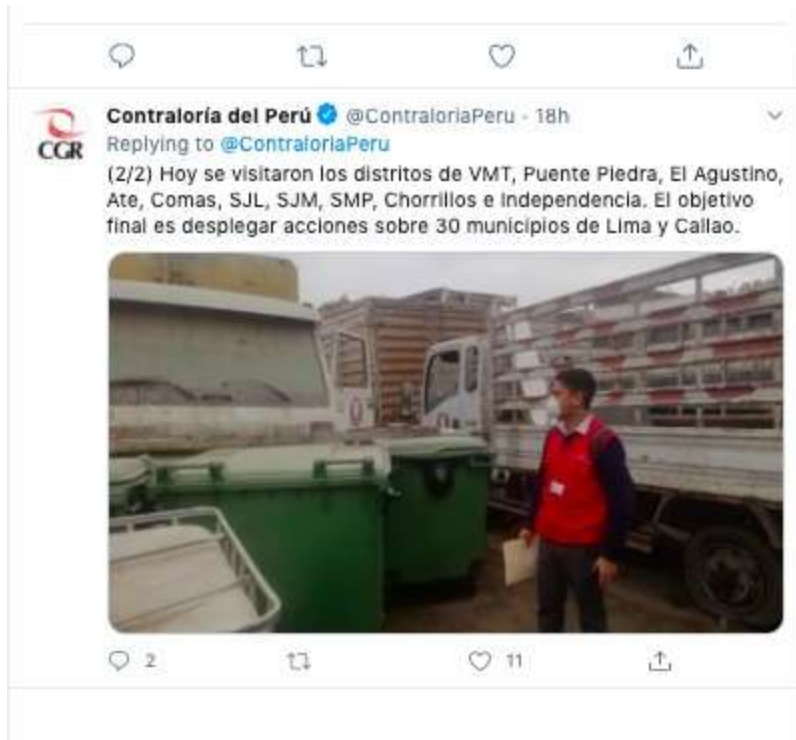 Contraloría del Perú @ContraloriaPeru · 18h
CGR
Replying to @ContraloriaPeru
(2/2) Hoy se visitaron los distritos de VMT, Puente Piedra, El Agustino,
Ate, Comas, SJL, SJM, SMP, Chorrillos e Independencia. El objetivo
final es desplegar acciones sobre 30 municipios de Lima y Callao.
2
11